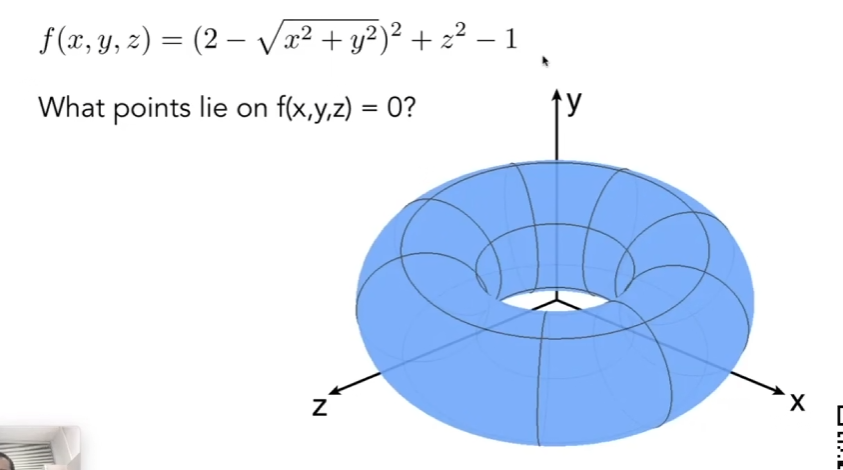 f(x, y, z) = (2 − √(x² + y²))² + z² − 1
What points lie on f(x,y,z) = 0?
y
z
x